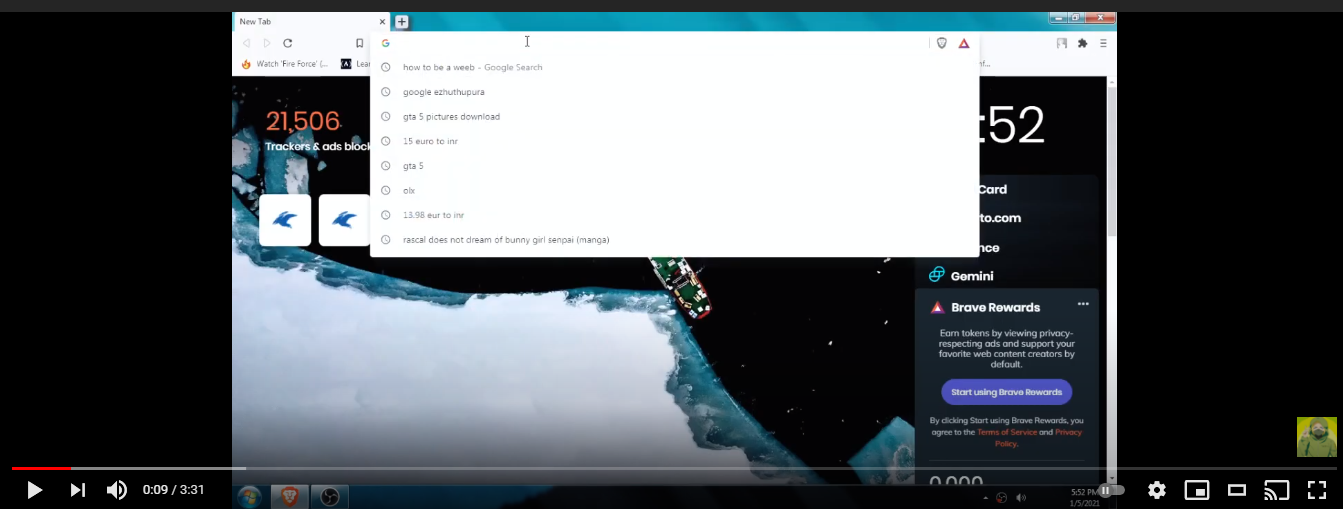 New Tab
Watch 'Fire Force' (...
Lear
how to be a weeb - Google Search
google ezhuthupura
gta 5 pictures download
15 euro to inr
gta 5
olx
13.98 eur to inr
rascal does not dream of bunny girl senpai (manga)
21,506
Trackers & ads block
:52
Card
to.com
nce
Gemini
Brave Rewards
Earn tokens by viewing privacy-
respecting ads and support your
favorite web content creators by
default.
Start using Brave Rewards
By clicking Start using Brave Rewards, you
agree to the Terms of Service and Privacy
Policy.
0.000
0:09 / 3:31
5:52 PM
1/5/2021